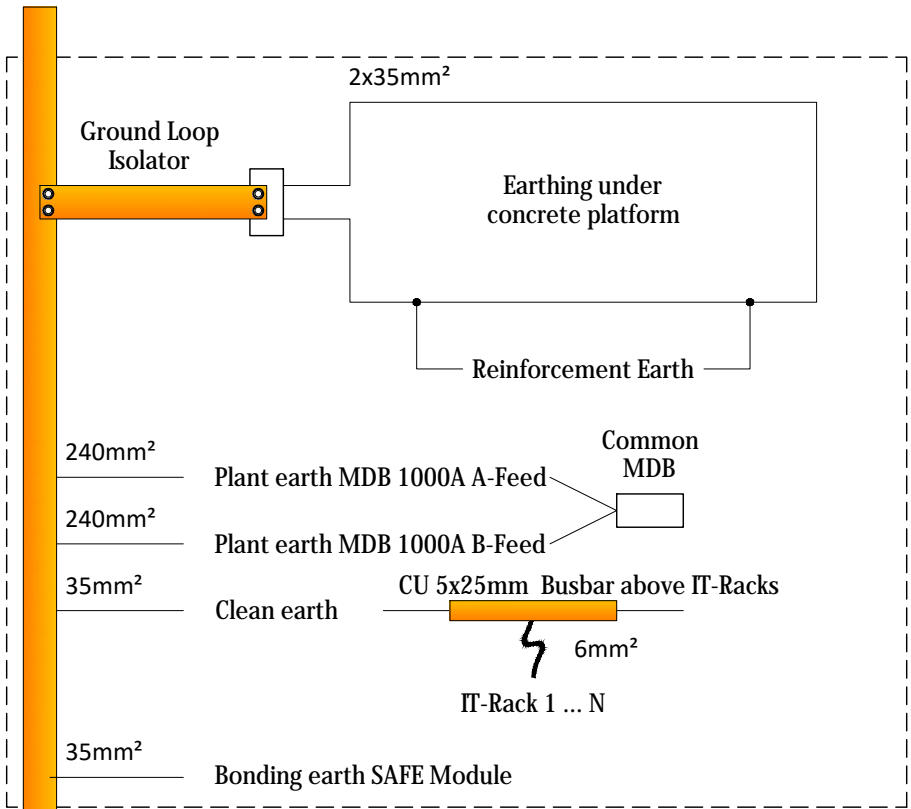 2x35mm²
Ground Loop
Isolator
Earthing under
concrete platform
Reinforcement Earth
240mm²
Plant earth MDB 1000A A-Feed
Common
MDB
240mm²
Plant earth MDB 1000A B-Feed
35mm²
Clean earth
CU 5x25mm Busbar above IT-Racks
6mm²
IT-Rack 1 ... N
35mm²
Bonding earth SAFE Module